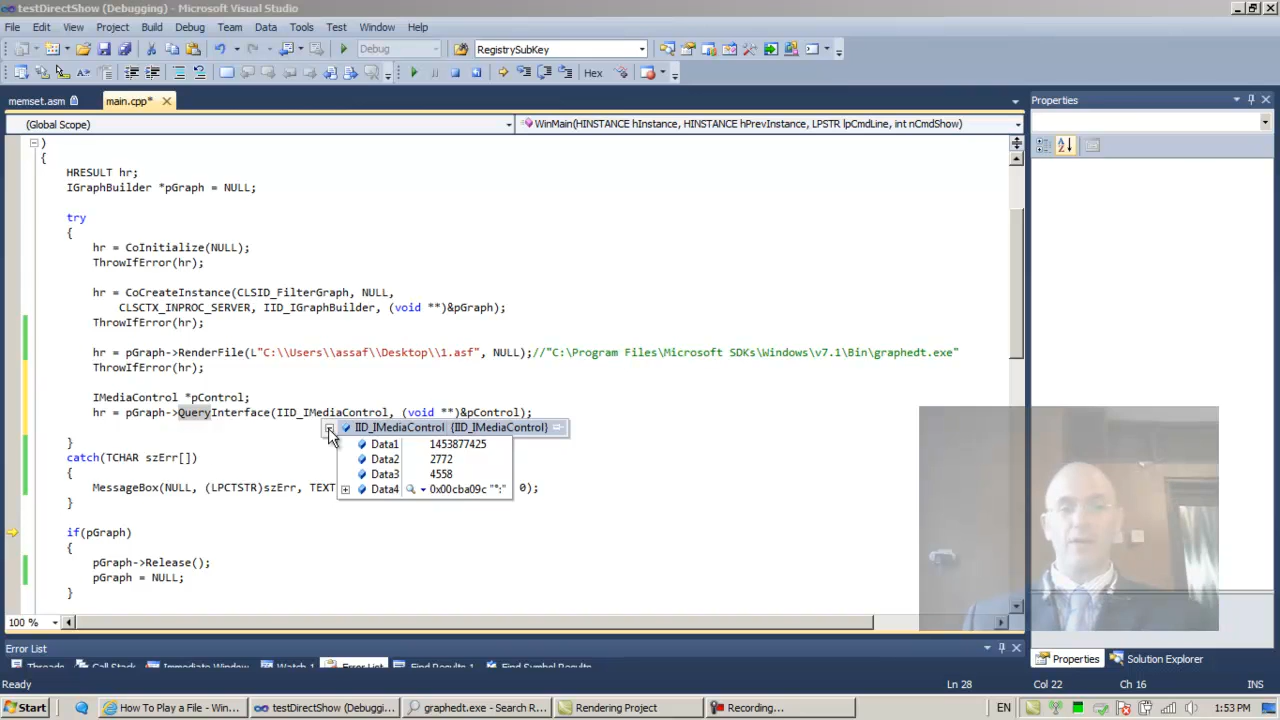 testDirectShow (Debugging) - Microsoft Visual Studio
File Edit View Project Build Debug Team Data Tools Test Window Help
Debug RegistrySubKey
Hex
memset.asm main.cpp*
Properties
(Global Scope) WinMain(HINSTANCE hInstance, HINSTANCE hPrevInstance, LPSTR lpCmdLine, int nCmdShow)
)
{
HRESULT hr;
IGraphBuilder *pGraph = NULL;
try
{
hr = CoInitialize(NULL);
ThrowIfError(hr);
hr = CoCreateInstance(CLSID_FilterGraph, NULL,
CLSCTX_INPROC_SERVER, IID_IGraphBuilder, (void **)&pGraph);
ThrowIfError(hr);
hr = pGraph->RenderFile(L"C:\\Users\\assaf\\Desktop\\1.asf", NULL);//"C:\Program Files\Microsoft SDKs\Windows\v7.1\Bin\graphedt.exe"
ThrowIfError(hr);
IMediaControl *pControl;
hr = pGraph->QueryInterface(IID_IMediaControl, (void **)&pControl);
IID_IMediaControl {IID_IMediaControl}
Data1 1453877425
Data2 2772
Data3 4558
Data4 0x00cba09c "°:"
}
catch(TCHAR szErr[])
{
MessageBox(NULL, (LPCTSTR)szErr, TEXT 0);
}
if(pGraph)
{
pGraph->Release();
pGraph = NULL;
}
100 %
Error List
Threads Call Stack Immediate Window Watch 1 Error List Find Results 1 Find Symbol Results
Properties Solution Explorer
Ready Ln 28 Col 22 Ch 16 INS
Start How To Play a File - Win... testDirectShow (Debuggi... graphedt.exe - Search R... Rendering Project Recording... EN 1:53 PM